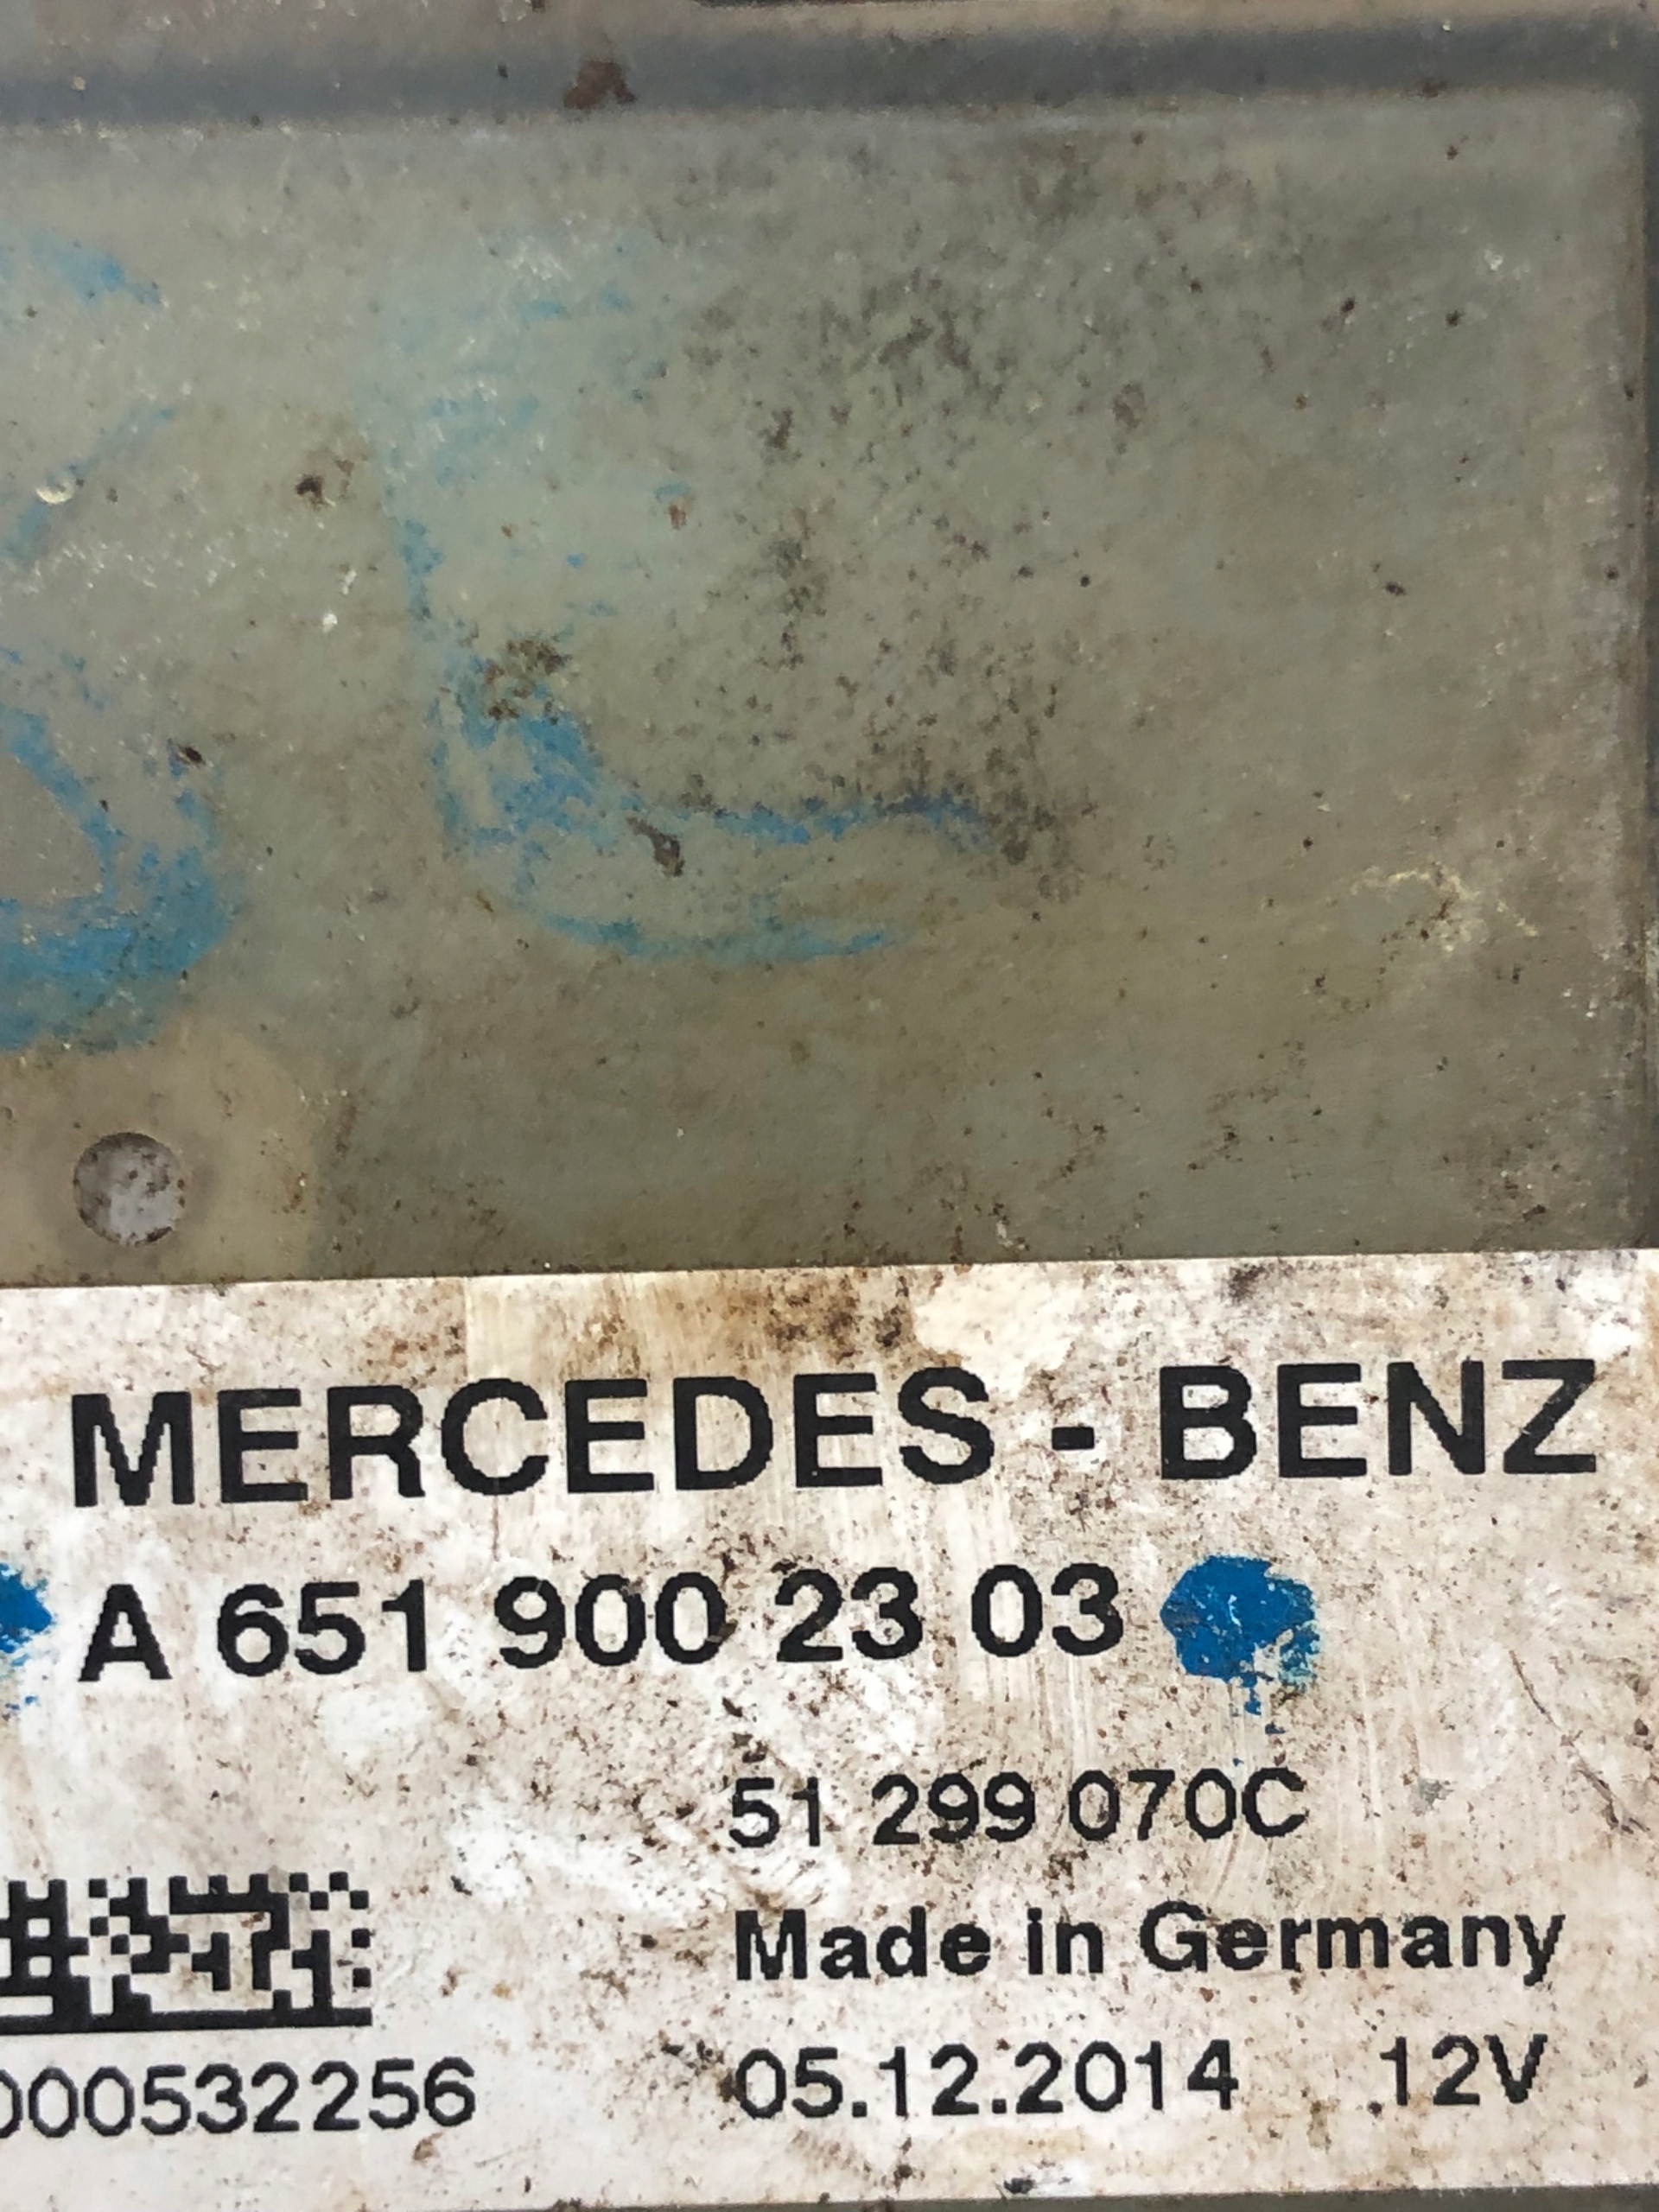 MERCEDES - BENZ
A 651 900 23 03
51 299 070C
Made in Germany
000532256
05.12.2014 12V